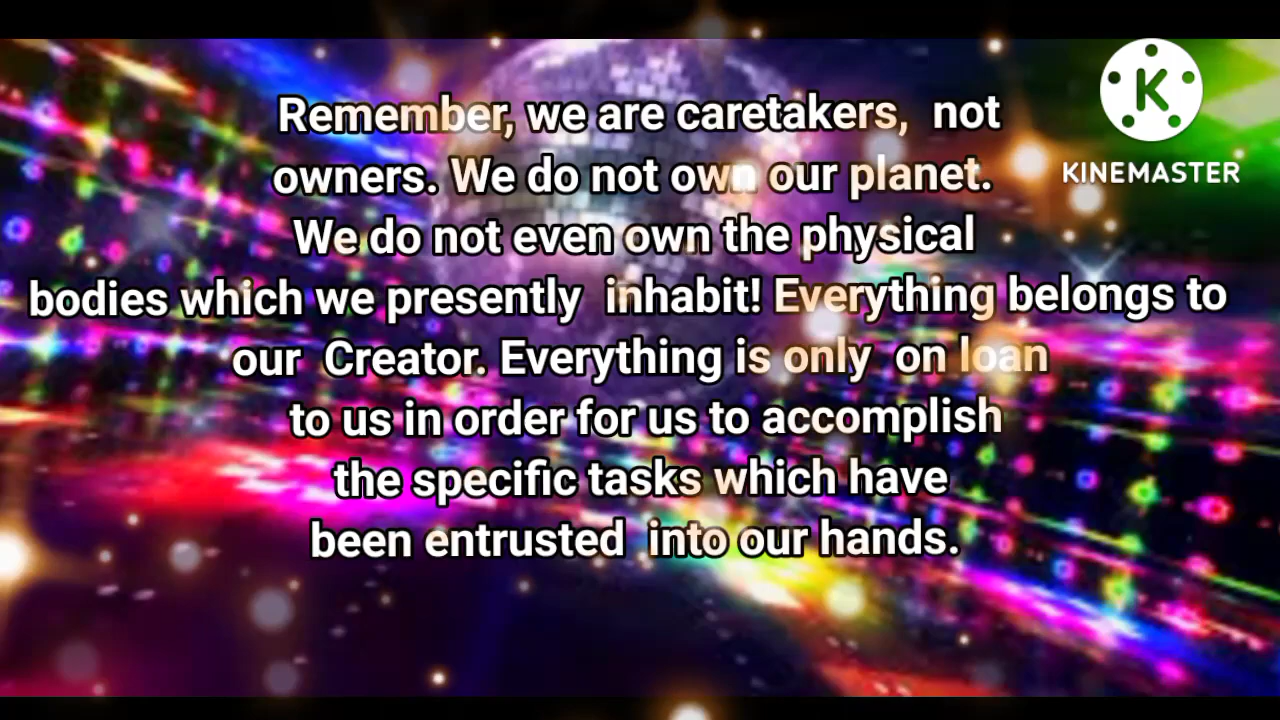 Remember, we are caretakers, not
owners. We do not own our planet.
We do not even own the physical
bodies which we presently inhabit! Everything belongs to
our Creator. Everything is only on loan
to us in order for us to accomplish
the specific tasks which have
been entrusted into our hands.
K
KINEMASTER